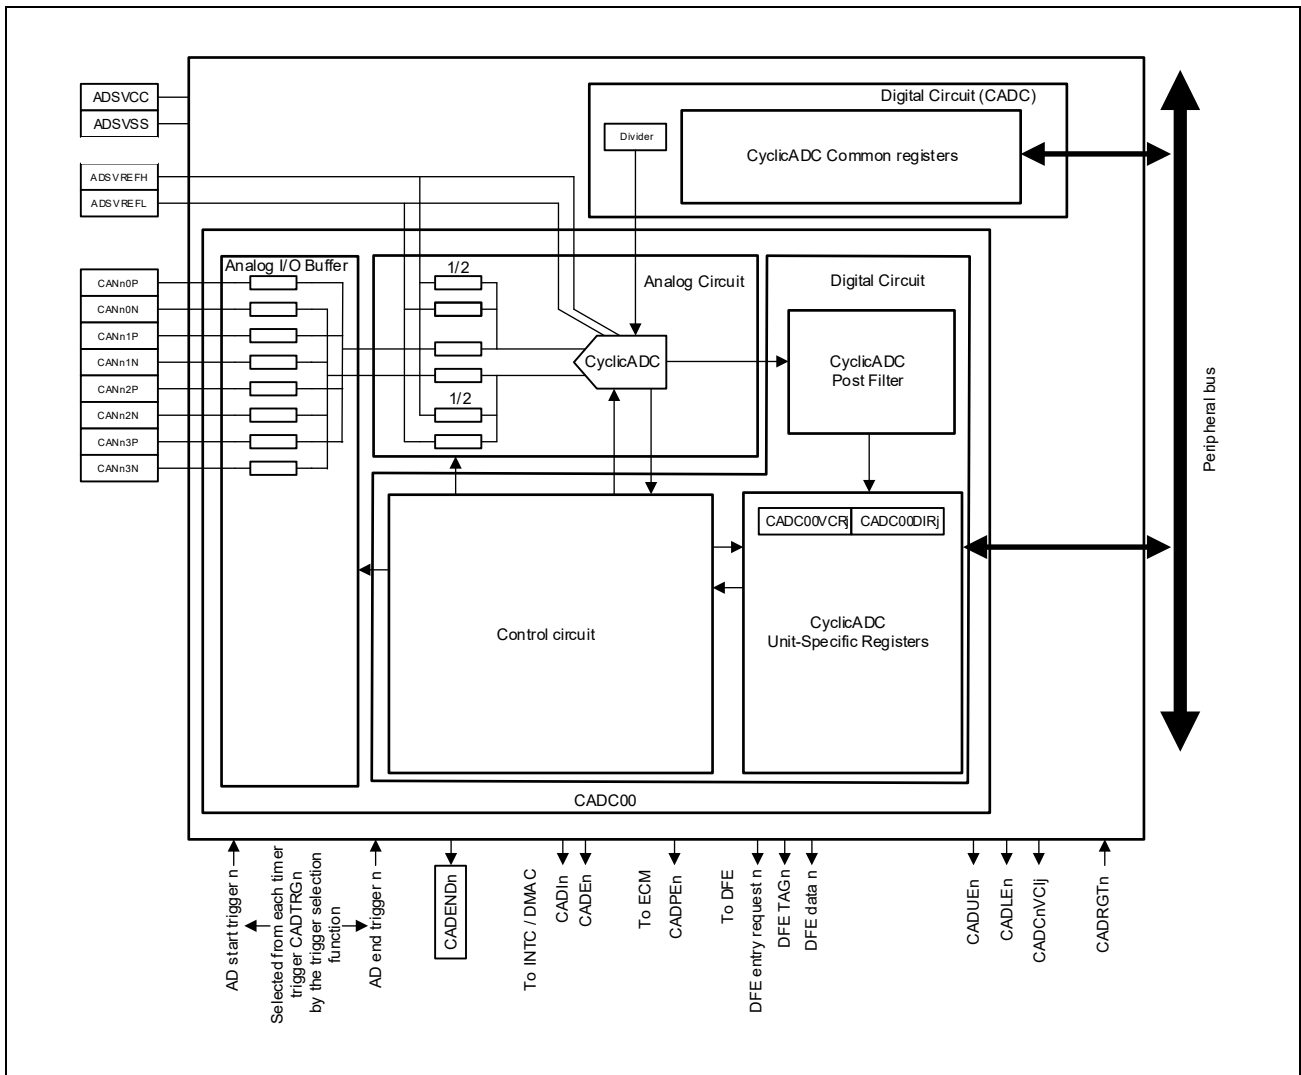 ADSVCC
ADSVSS
ADSVREFH
ADSVREFL
Digital Circuit (CADC)
Divider
CyclicADC Common registers
CANn0P
CANn0N
CANn1P
CANn1N
CANn2P
CANn2N
CANn3P
CANn3N
Analog I/O Buffer
1/2
Analog Circuit
CyclicADC
1/2
Digital Circuit
CyclicADC
Post Filter
Peripheral bus
CADC00VCRj
CADC00DIRj
Control circuit
CyclicADC
Unit-Specific Registers
CADC00
AD start trigger n
Selected from each timer
trigger CADTRGn
by the trigger selection
function
AD end trigger n
CADENDn
To INTC / DMAC
CADIn
CADEn
To ECM
CADPEn
To DFE
DFE entry request n
DFE TAGn
DFE data n
CADUEn
CADLEn
CADCnVCIj
CADRGTn